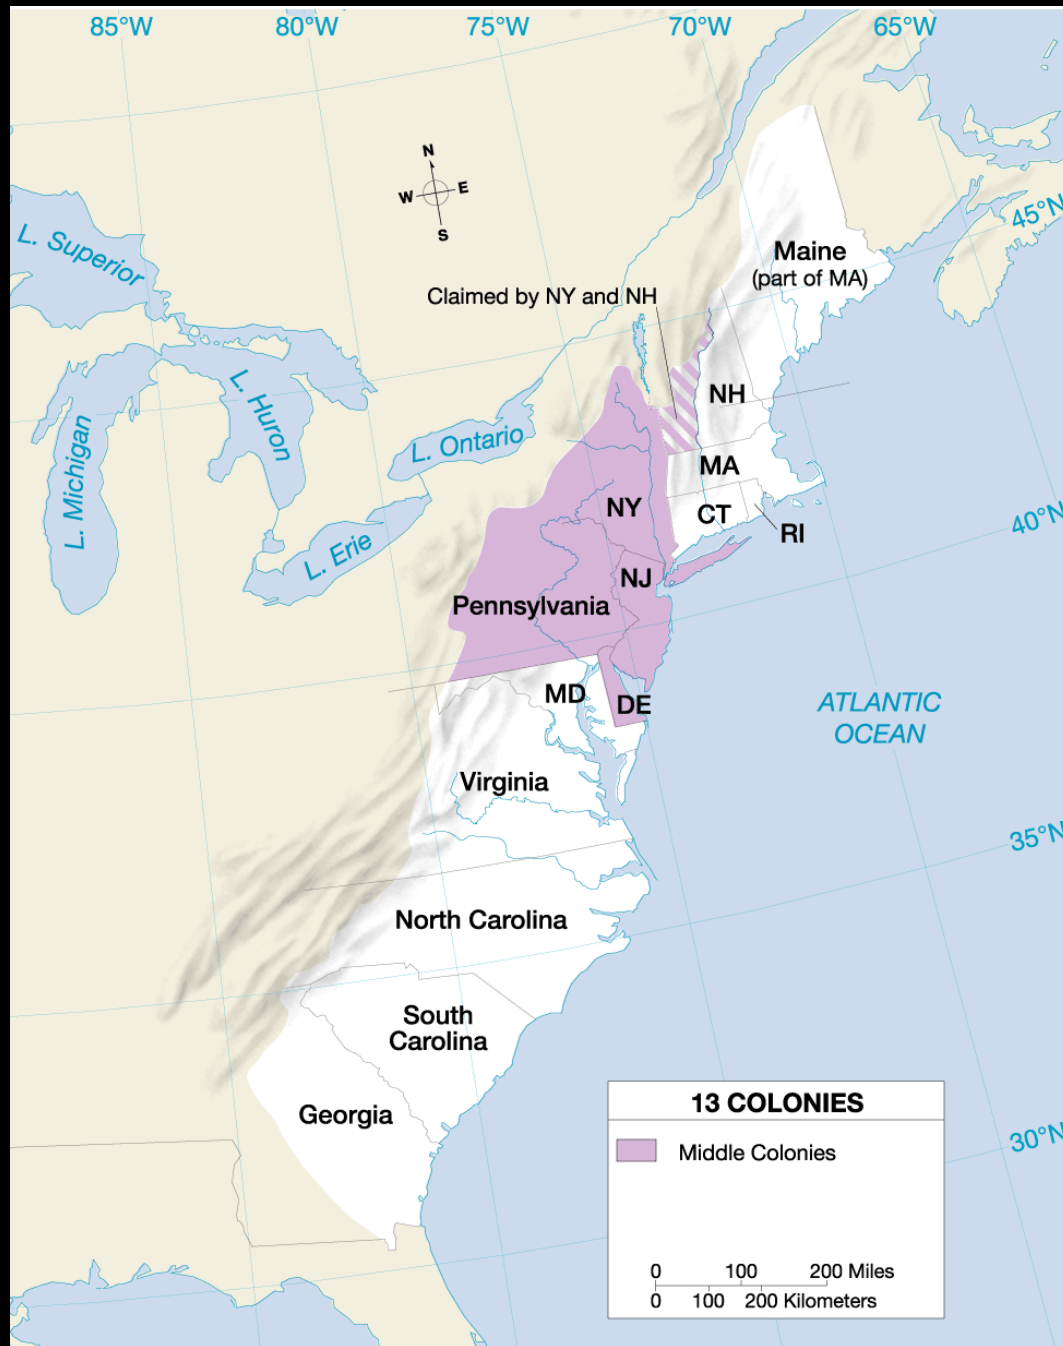 85°W
80°W
75°W
70°W
65°W
N
W
E
S
45°N
L. Superior
Maine
(part of MA)
Claimed by NY and NH
L. Huron
L. Michigan
NH
L. Ontario
MA
NY
CT
RI
40°N
L. Erie
NJ
Pennsylvania
MD
DE
ATLANTIC
OCEAN
Virginia
35°N
North Carolina
South
Carolina
Georgia
13 COLONIES
Middle Colonies
30°N
0 100 200 Miles
0 100 200 Kilometers